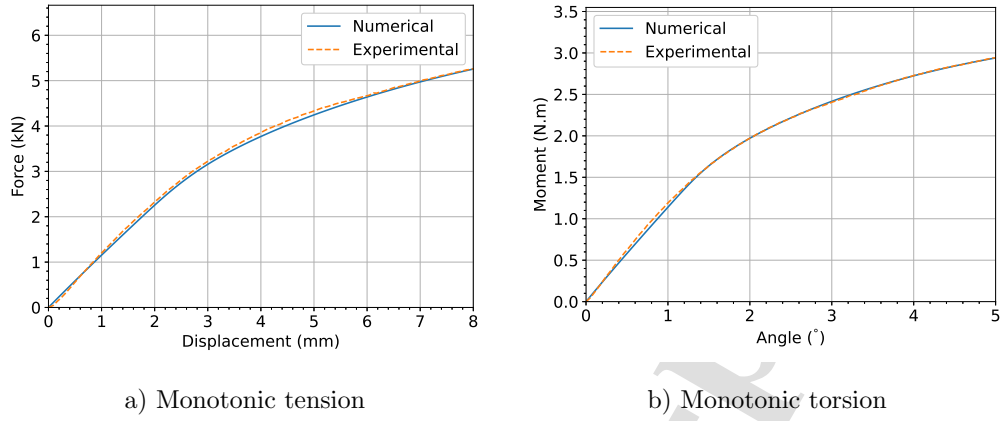 Force (kN)
6
5
4
3
2
1
0
0 1 2 3 4 5 6 7 8
Displacement (mm)
Numerical
Experimental
a) Monotonic tension
Moment (N.m)
3.5
3.0
2.5
2.0
1.5
1.0
0.5
0.0
0 1 2 3 4 5
Angle (°)
Numerical
Experimental
b) Monotonic torsion